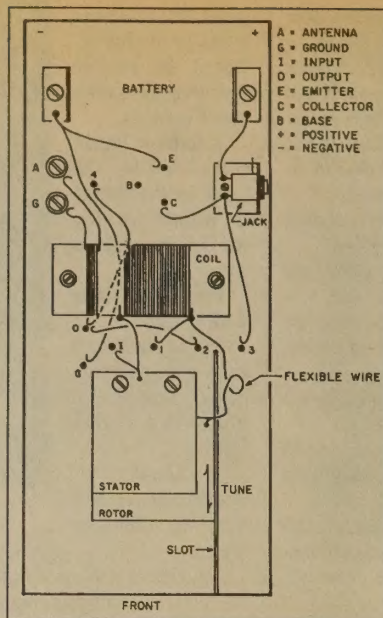 - +
BATTERY
A = ANTENNA
G = GROUND
I = INPUT
O = OUTPUT
E = EMITTER
C = COLLECTOR
B = BASE
+ = POSITIVE
- = NEGATIVE
E
A 4 B
C
G
JACK
COIL
O
I 1 2 3
G
FLEXIBLE WIRE
STATOR TUNE
ROTOR
SLOT
FRONT